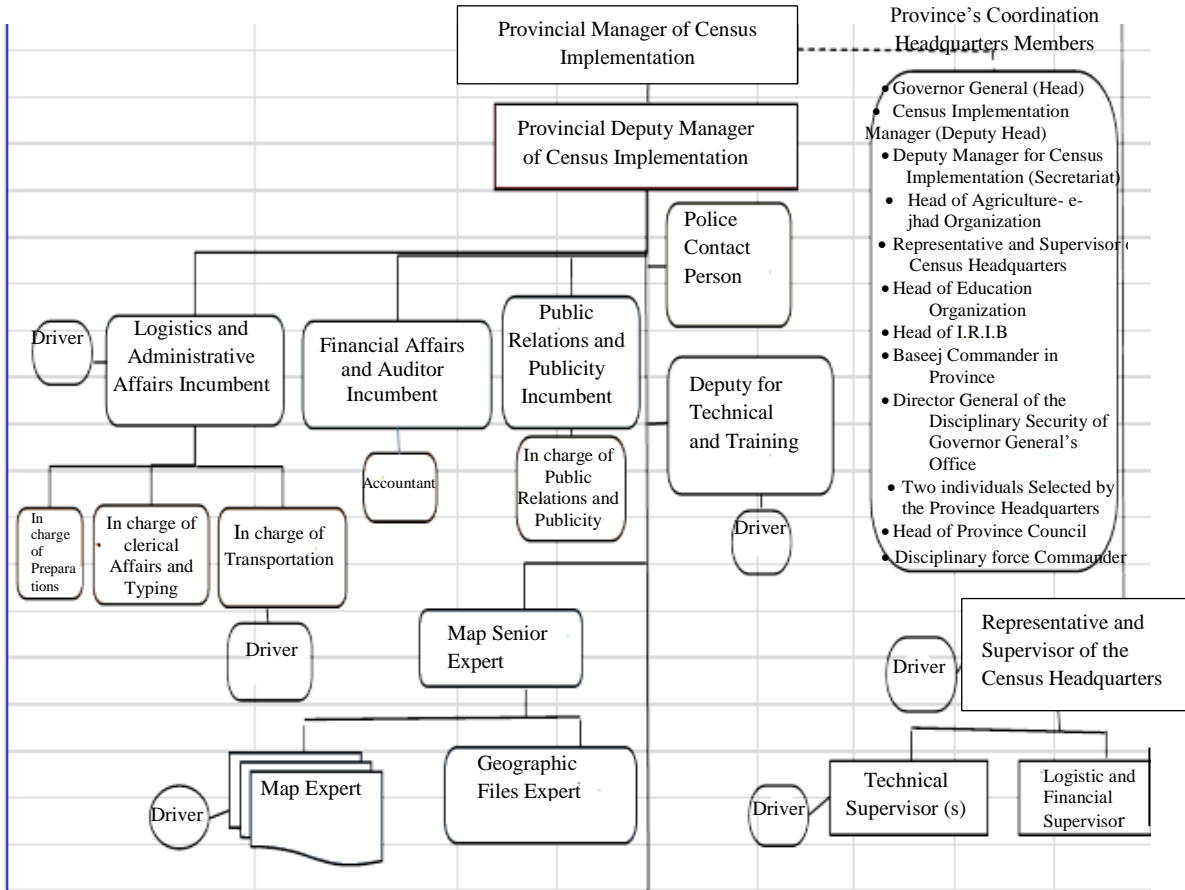 Provincial Manager of Census
Implementation
Province’s Coordination
Headquarters Members
• Governor General (Head)
• Census Implementation
Manager (Deputy Head)
• Deputy Manager for Census
Implementation (Secretariat)
• Head of Agriculture- e-
jhad Organization
• Representative and Supervisor
Census Headquarters
• Head of Education
Organization
• Head of I.R.I.B
• Baseej Commander in
Province
• Director General of the
Disciplinary Security of
Governor General’s
Office
• Two individuals Selected by
the Province Headquarters
• Head of Province Council
• Disciplinary force Commander
Provincial Deputy Manager
of Census Implementation
Police
Contact
Person
Driver
Logistics and
Administrative
Affairs Incumbent
Financial Affairs
and Auditor
Incumbent
Public
Relations and
Publicity
Incumbent
Deputy for
Technical
and Training
Driver
Accountant
In charge of
Public
Relations and
Publicity
In
charge
of
Prepara
tions
In charge of
clerical
Affairs and
Typing
In charge of
Transportation
Driver
Map Senior
Expert
Map Expert
Driver
Geographic
Files Expert
Representative and
Supervisor of the
Census Headquarters
Driver
Technical
Supervisor (s)
Driver
Logistic and
Financial
Supervisor